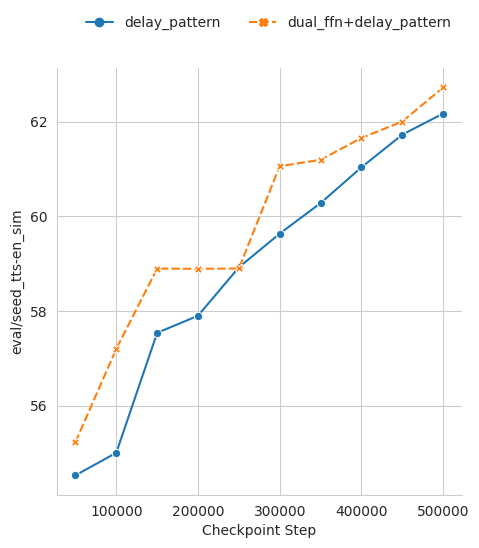 delay_pattern dual_ffn+delay_pattern
62
60
58
56
eval/seed_tts-en_sim
100000 200000 300000 400000 500000
Checkpoint Step